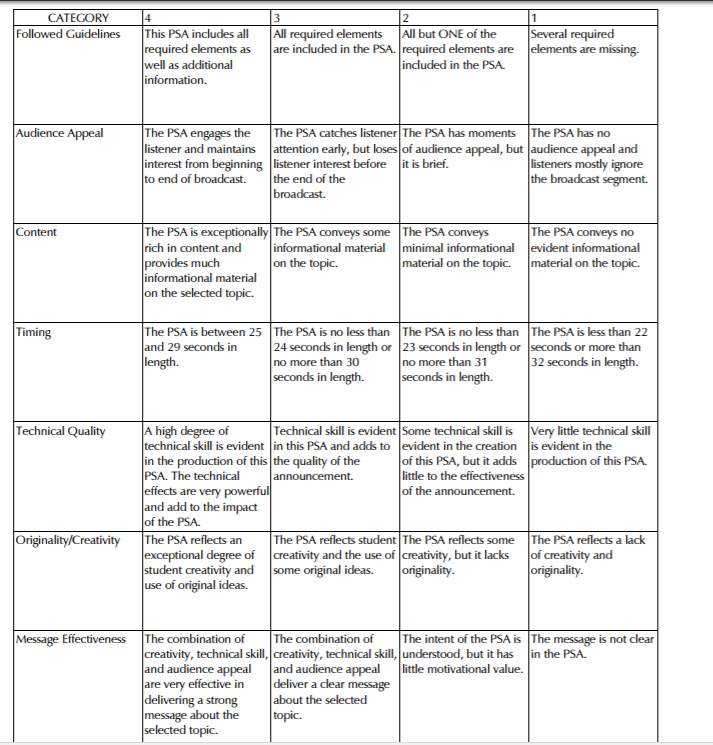 CATEGORY 4 3 2 1
Followed Guidelines
This PSA includes all
required elements as
well as additional
information.
All required elements
are included in the PSA.
All but ONE of the
required elements are
included in the PSA.
Several required
elements are missing.
Audience Appeal
The PSA engages the
listener and maintains
interest from beginning
to end of broadcast.
The PSA catches listener
attention early, but loses
listener interest before
the end of the
broadcast.
The PSA has moments
of audience appeal, but
it is brief.
The PSA has no
audience appeal and
listeners mostly ignore
the broadcast segment.
Content
The PSA is exceptionally
rich in content and
provides much
informational material
on the selected topic.
The PSA conveys some
informational material
on the topic.
The PSA conveys
minimal informational
material on the topic.
The PSA conveys no
evident informational
material on the topic.
Timing
The PSA is between 25
and 29 seconds in
length.
The PSA is no less than
24 seconds in length or
no more than 30
seconds in length.
The PSA is no less than
23 seconds in length or
no more than 31
seconds in length.
The PSA is less than 22
seconds or more than
32 seconds in length.
Technical Quality
A high degree of
technical skill is evident
in the production of this
PSA. The technical
effects are very powerful
and add to the impact
of the PSA.
Technical skill is evident
in this PSA and adds to
the quality of the
announcement.
Some technical skill is
evident in the creation
of this PSA, but it adds
little to the effectiveness
of the announcement.
Very little technical skill
is evident in the
production of this PSA.
Originality/Creativity
The PSA reflects an
exceptional degree of
student creativity and
use of original ideas.
The PSA reflects student
creativity and the use of
some original ideas.
The PSA reflects some
creativity, but it lacks
originality.
The PSA reflects a lack
of creativity and
originality.
Message Effectiveness
The combination of
creativity, technical skill,
and audience appeal
are very effective in
delivering a strong
message about the
selected topic.
The combination of
creativity, technical skill,
and audience appeal
deliver a clear message
about the selected
topic.
The intent of the PSA is
understood, but it has
little motivational value.
The message is not clear
in the PSA.